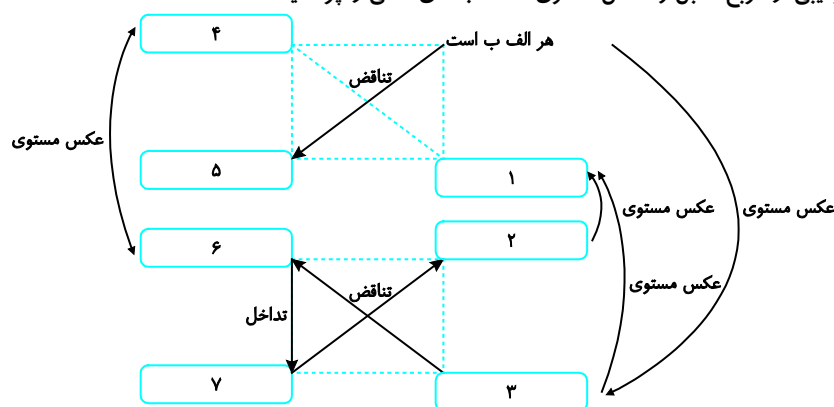 ۴
هر الف ب است
تناقض
عکس مستوی
۵
۱
عکس مستوی
عکس مستوی
۶
۲
عکس مستوی
تناقض
تداخل
۷
۳